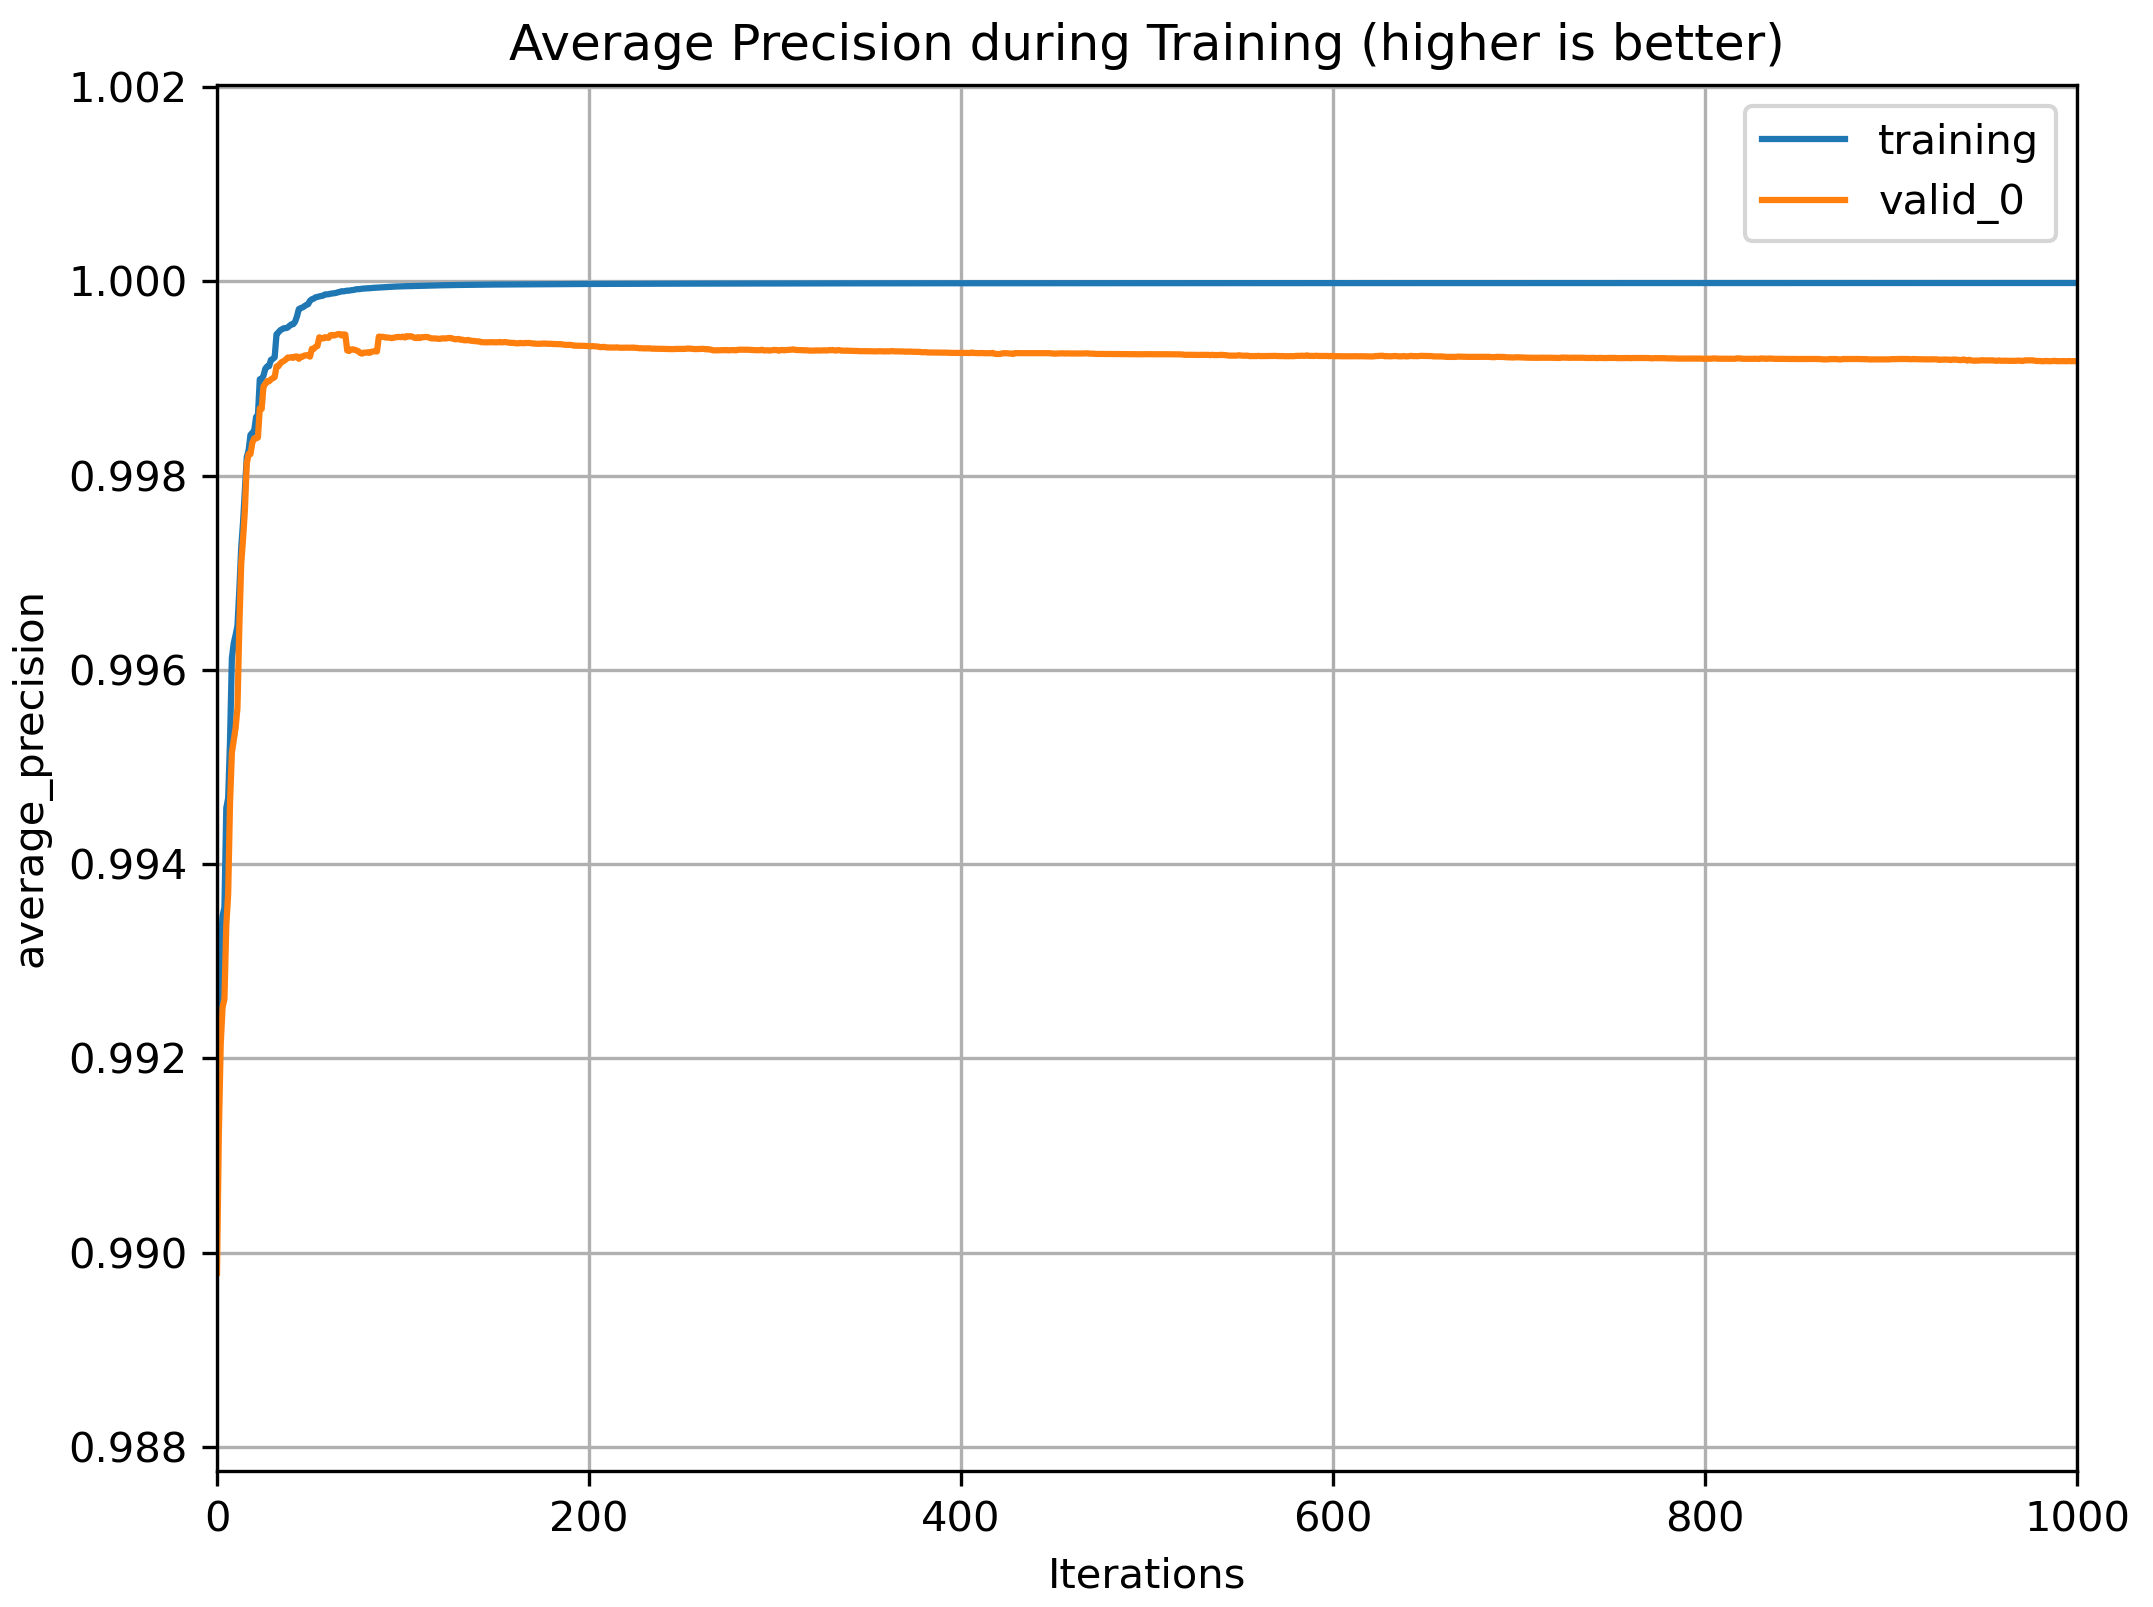 Average Precision during Training (higher is better)
1.002
1.000
0.998
0.996
0.994
0.992
0.990
0.988
average_precision
training
valid_0
0 200 400 600 800 1000
Iterations